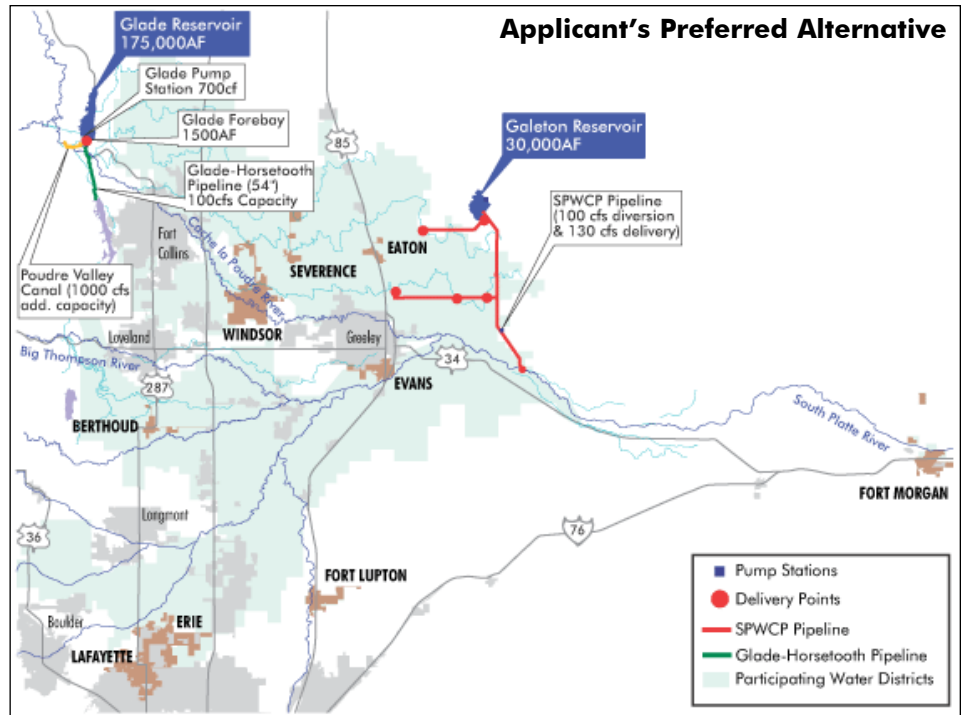 Applicant's Preferred Alternative
Glade Reservoir
175,000AF
Glade Pump
Station 700cf
Glade Forebay
1500AF
Glade-Horsetooth
Pipeline (54")
100cfs Capacity
Poudre Valley
Canal (1000 cfs
add. capacity)
Galeton Reservoir
30,000AF
SPWCP Pipeline
(100 cfs diversion
& 130 cfs delivery)
85
Fort
Collins
Cache la Poudre River
SEVERENCE
EATON
WINDSOR
Greeley
Loveland
Big Thompson River
34
EVANS
287
BERTHOUD
South Platte River
FORT MORGAN
Longmont
36
76
FORT LUPTON
Boulder
ERIE
LAFAYETTE
Pump Stations
Delivery Points
SPWCP Pipeline
Glade-Horsetooth Pipeline
Participating Water Districts